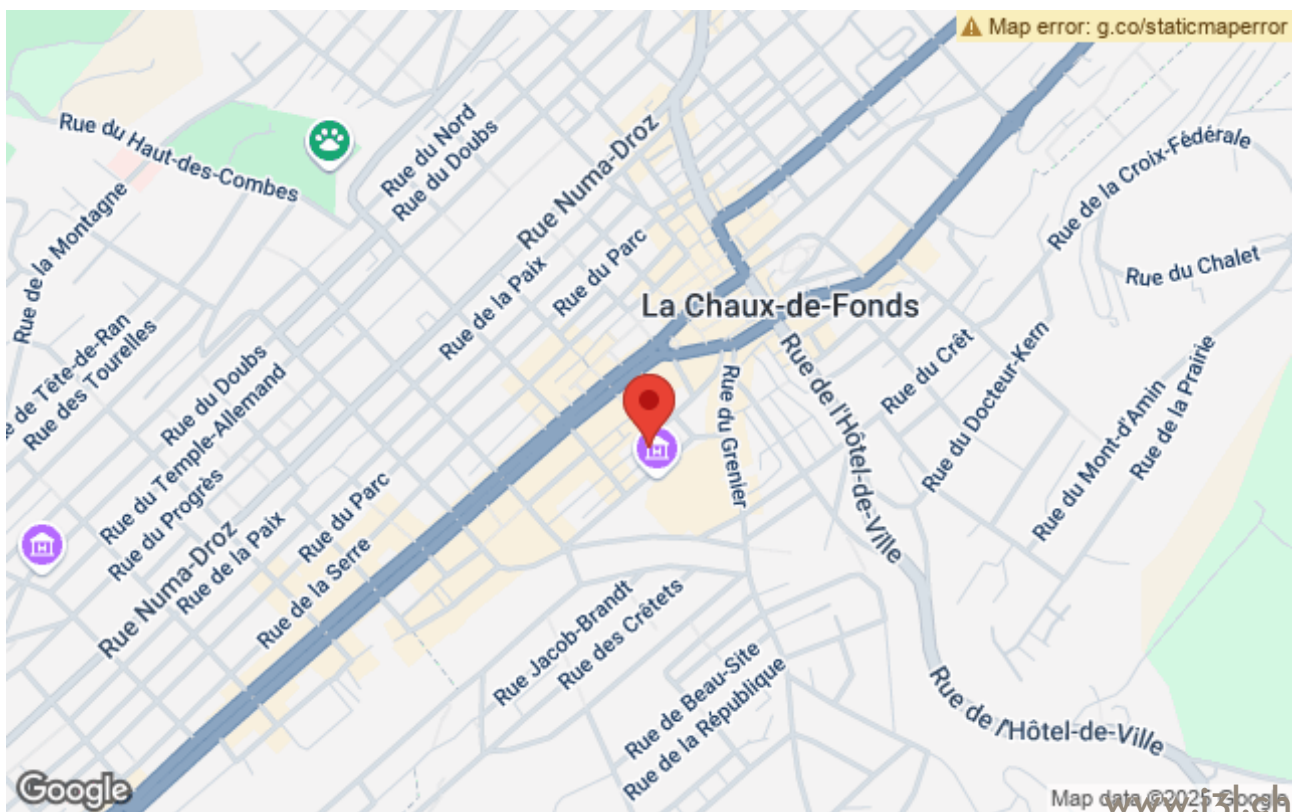 Map error: g.co/staticmaperror
Rue du Haut-des-Combes
Rue du Nord
Rue du Doubs
Rue Numa-Droz
Rue de la Croix-Fédérale
Rue de la Montagne
Rue du Parc
Rue de la Paix
Rue du Chalet
La Chaux-de-Fonds
e de Tête-de-Ran
Rue des Tourelles
Rue du Doubs
Rue du Temple-Allemand
Rue du Progrès
Rue de l'Hôtel-de-Ville
Rue du Crêt
Rue du Docteur-Kern
Rue du Grenier
Rue du Mont-d'Amin
Rue de la Prairie
Rue du Parc
Rue de la Paix
Rue Numa-Droz
Rue de la Serre
Rue Jacob-Brandt
Rue des Crêtets
Rue de Beau-Site
Rue de la République
Rue de l'Hôtel-de-Ville
Google
Map data ©2025 Google